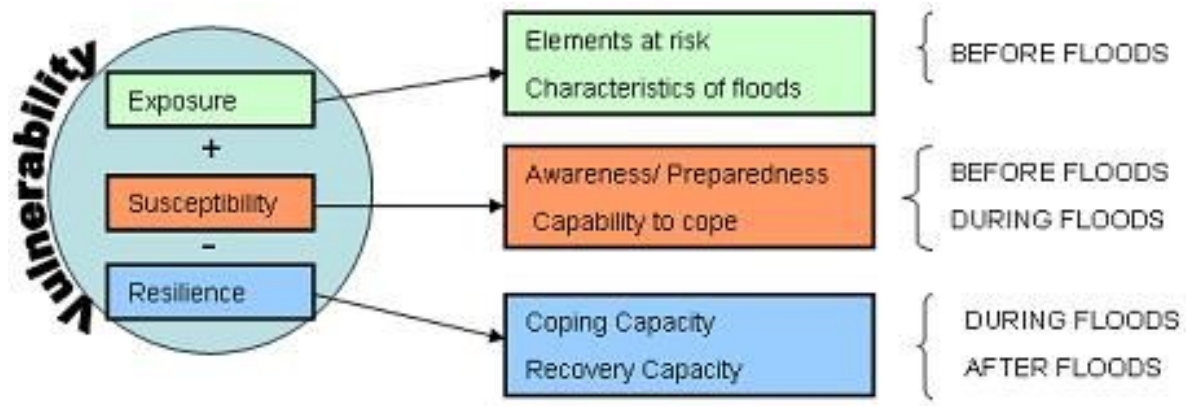 Vulnerability
Exposure
+
Susceptibility
-
Resilience
Elements at risk
Characteristics of floods
BEFORE FLOODS
Awareness/ Preparedness
Capability to cope
BEFORE FLOODS
DURING FLOODS
Coping Capacity
Recovery Capacity
DURING FLOODS
AFTER FLOODS